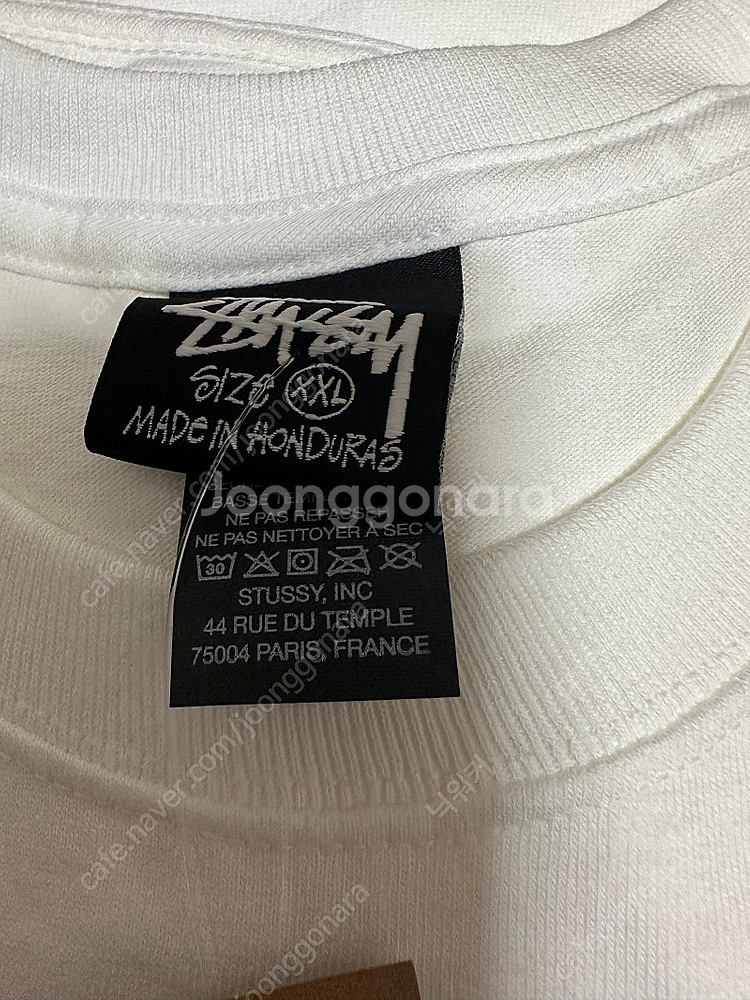 STUSSY
SIZE XXL
MADE IN HONDURAS
BASSE
NE PAS REPASSER
NE PAS NETTOYER A SEC
30
STUSSY, INC
44 RUE DU TEMPLE
75004 PARIS, FRANCE
Joonggonara
cafe.naver.com/joonggonara